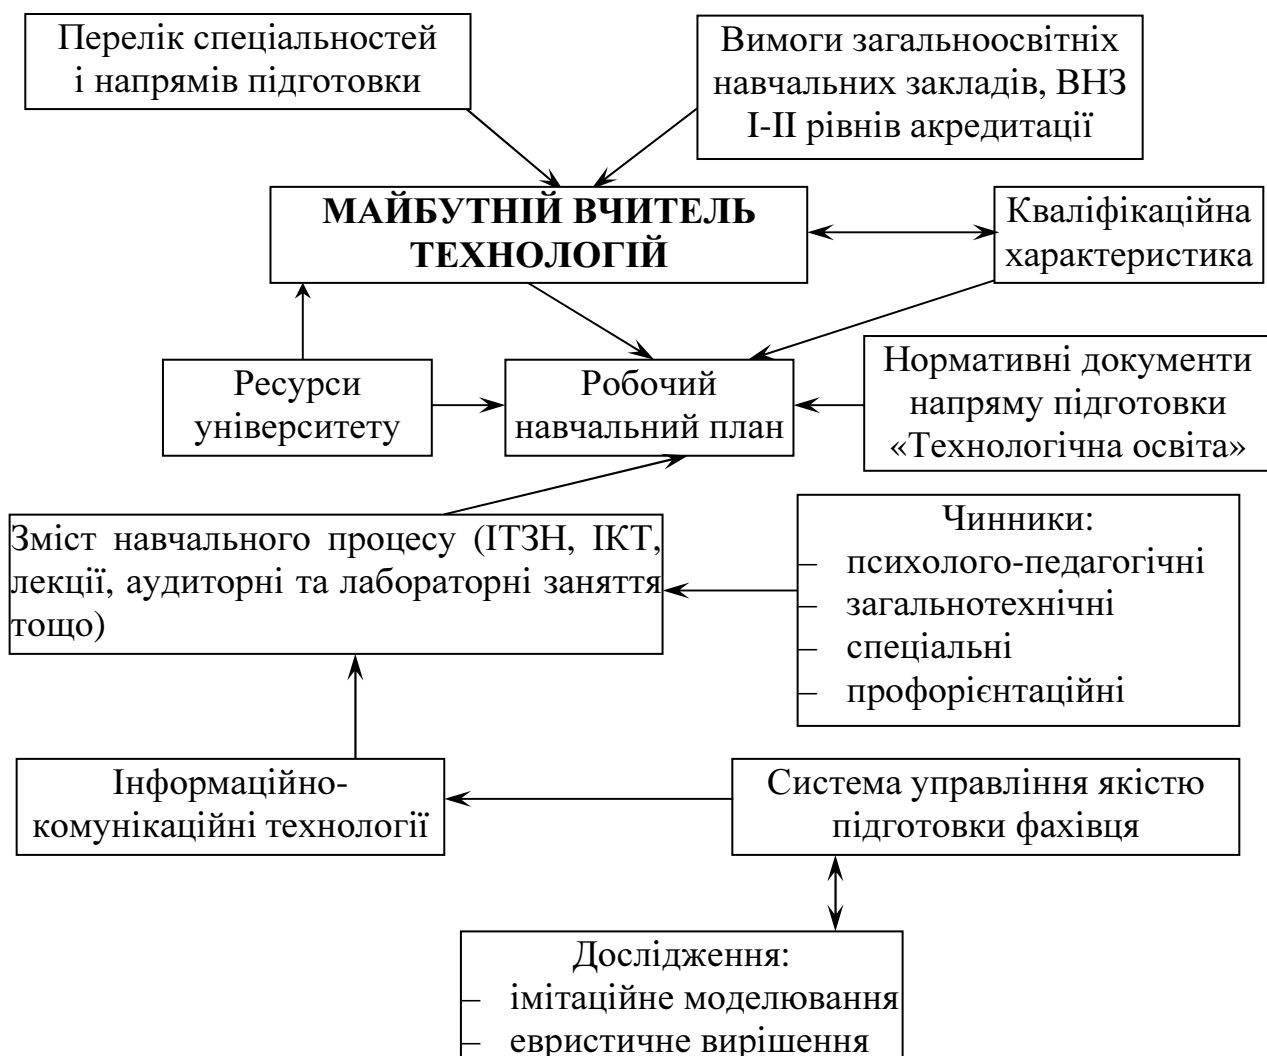 Перелік спеціальностей
і напрямів підготовки
Вимоги загальноосвітніх
навчальних закладів, ВНЗ
І-ІІ рівнів акредитації
МАЙБУТНІЙ ВЧИТЕЛЬ
ТЕХНОЛОГІЙ
Кваліфікаційна
характеристика
Ресурси
університету
Робочий
навчальний план
Нормативні документи
напряму підготовки
«Технологічна освіта»
Зміст навчального процесу (ІТЗН, ІКТ,
лекції, аудиторні та лабораторні заняття
тощо)
Чинники:
– психолого-педагогічні
– загальнотехнічні
– спеціальні
– профорієнтаційні
Інформаційно-
комунікаційні технології
Система управління якістю
підготовки фахівця
Дослідження:
– імітаційне моделювання
– евристичне вирішення